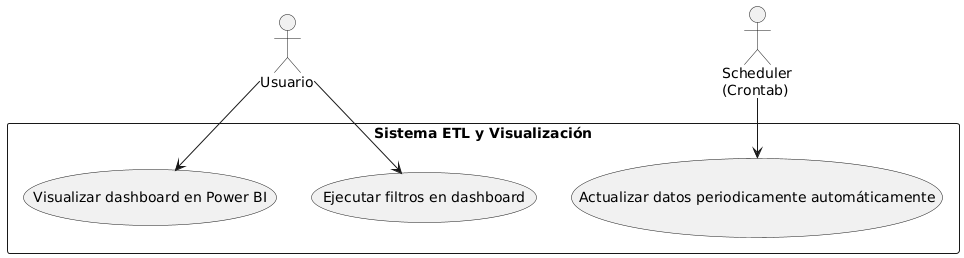 Usuario
Scheduler
(Crontab)
Sistema ETL y Visualización
Visualizar dashboard en Power BI
Ejecutar filtros en dashboard
Actualizar datos periodicamente automáticamente